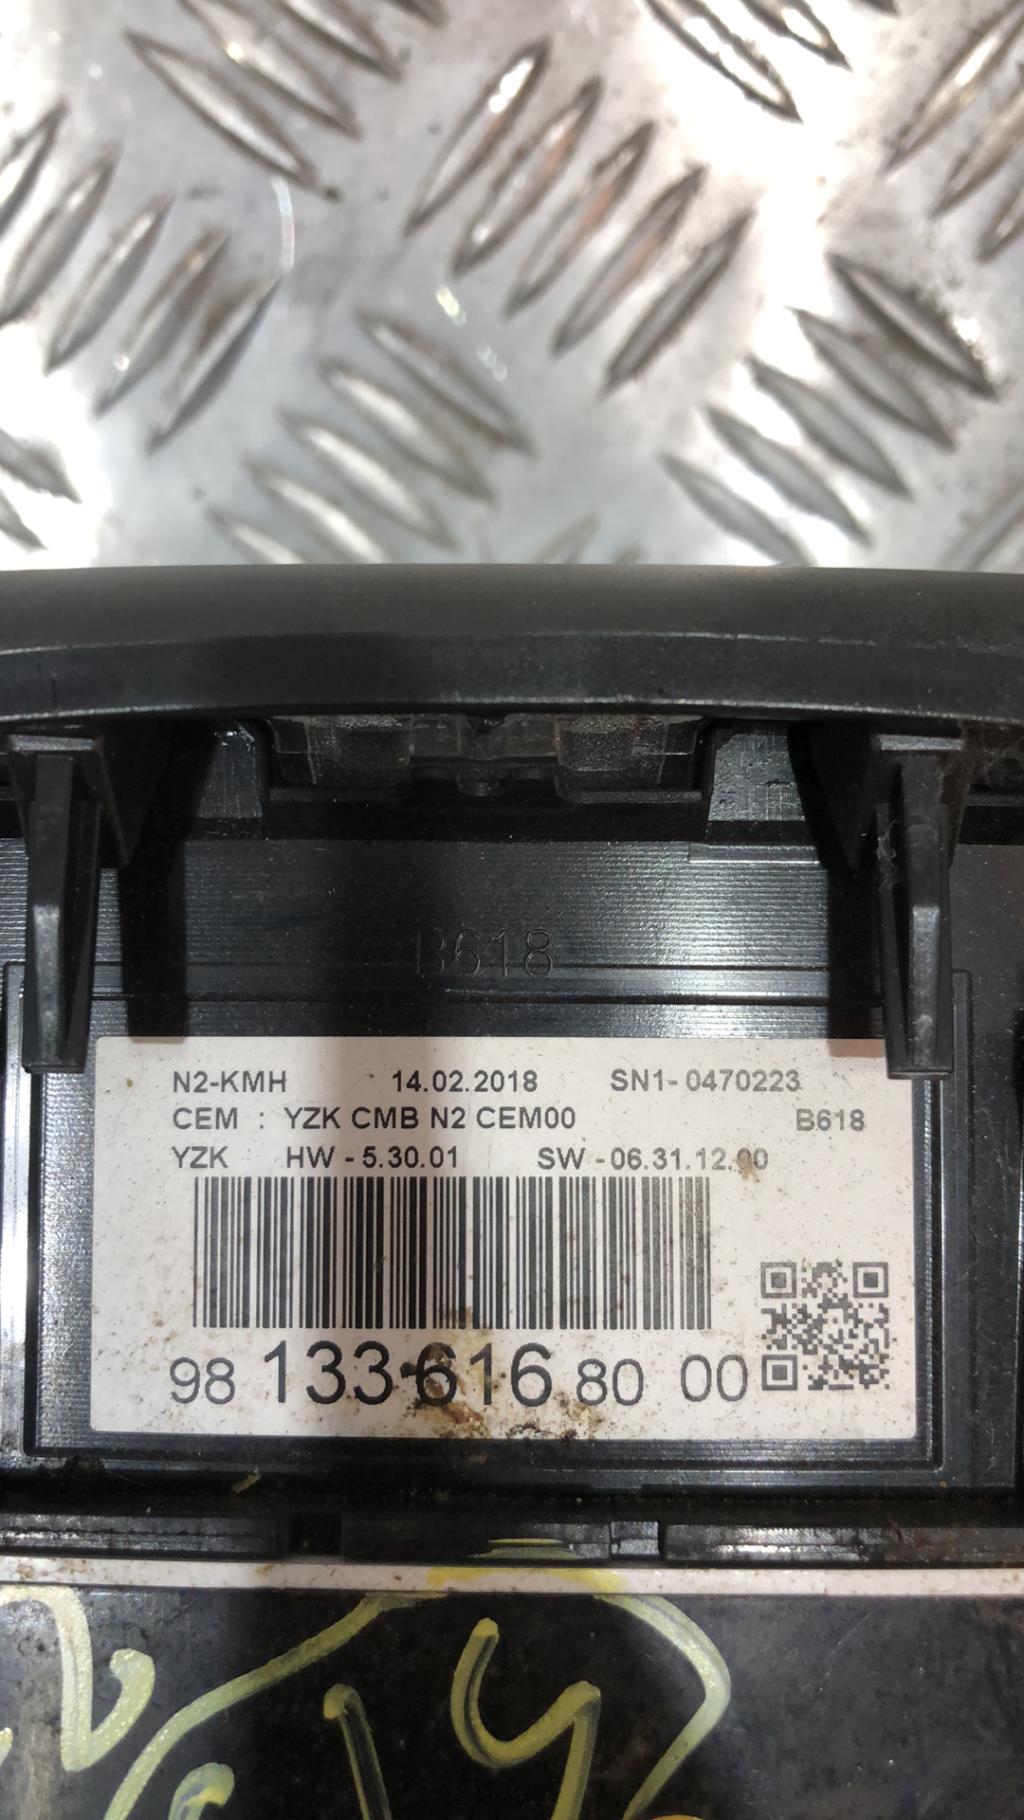 B618
N2-KMH 14.02.2018 SN1-0470223
CEM : YZK CMB N2 CEM00 B618
YZK HW-5.30.01 SW-06.31.12.00
98 133 616 80 00